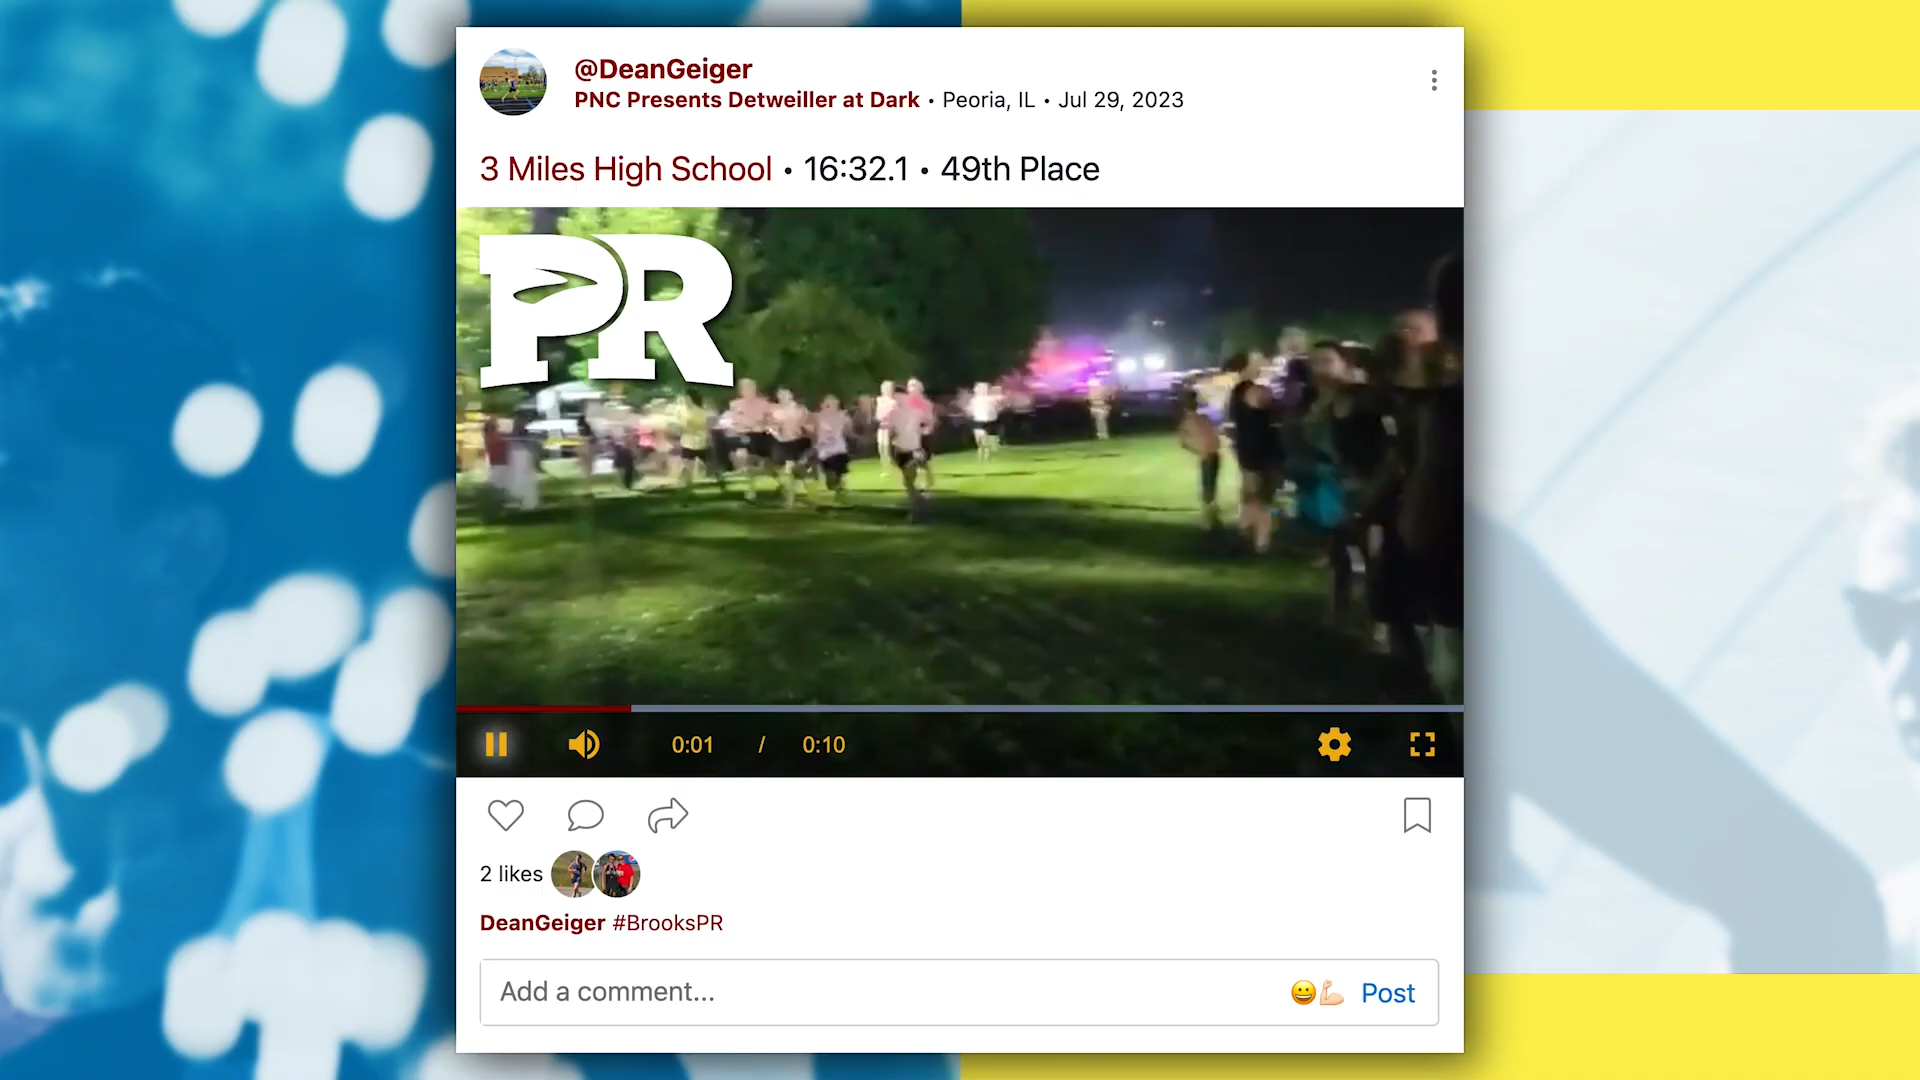 @DeanGeiger
PNC Presents Detweiller at Dark • Peoria, IL • Jul 29, 2023
3 Miles High School • 16:32.1 • 49th Place
PR
0:01 / 0:10
2 likes
DeanGeiger #BrooksPR
Add a comment... Post